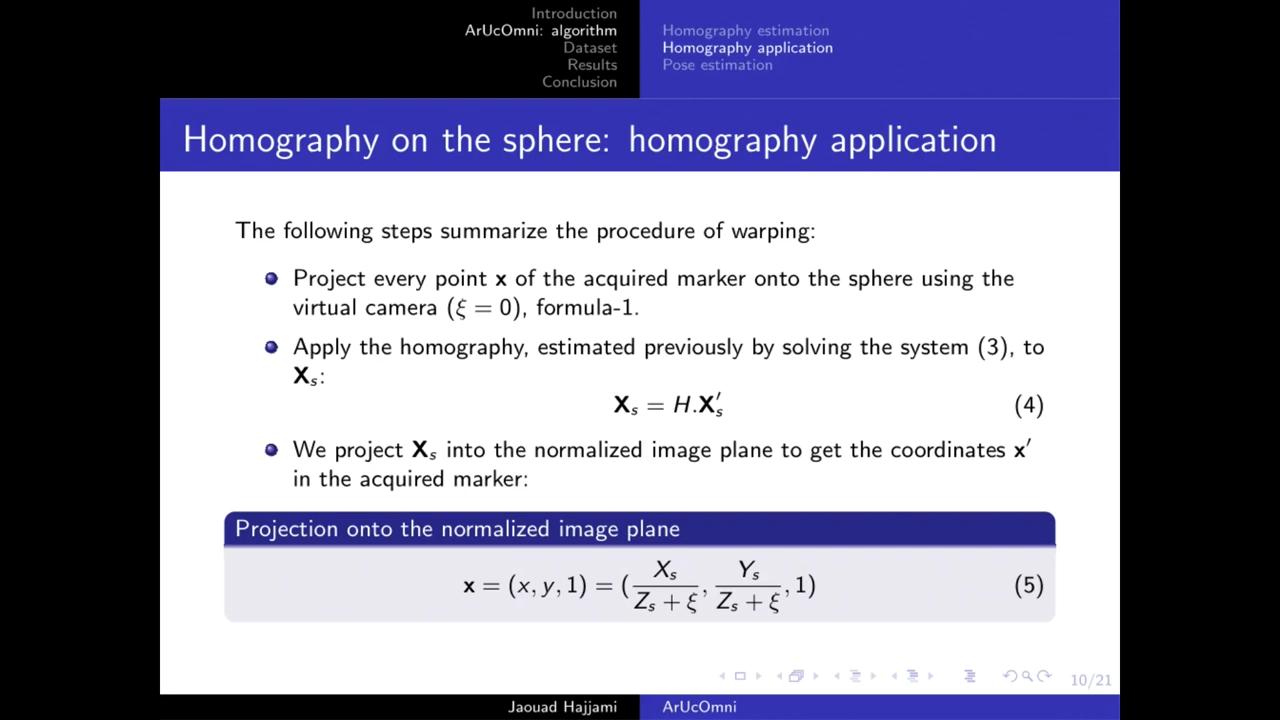 Introduction
ArUcOmni: algorithm
Dataset
Results
Conclusion
Homography estimation
Homography application
Pose estimation
Homography on the sphere: homography application
The following steps summarize the procedure of warping:
Project every point x of the acquired marker onto the sphere using the
virtual camera (ξ = 0), formula-1.
Apply the homography, estimated previously by solving the system (3), to
Xₛ:
Xₛ = H.X′ₛ (4)
We project Xₛ into the normalized image plane to get the coordinates x′
in the acquired marker:
Projection onto the normalized image plane
x = (x, y, 1) = (Xₛ / Zₛ + ξ, Yₛ / Zₛ + ξ, 1) (5)
10/21
Jaouad Hajjami
ArUcOmni